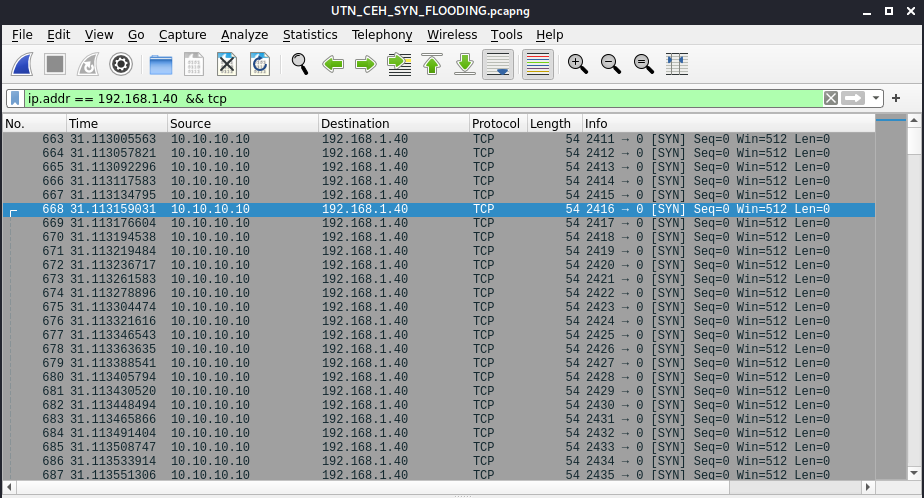 UTN_CEH_SYN_FLOODING.pcapng
File Edit View Go Capture Analyze Statistics Telephony Wireless Tools Help
ip.addr == 192.168.1.40 && tcp
No. Time Source Destination Protocol Length Info
663 31.113005563 10.10.10.10 192.168.1.40 TCP 54 2411 → 0 [SYN] Seq=0 Win=512 Len=0
664 31.113057821 10.10.10.10 192.168.1.40 TCP 54 2412 → 0 [SYN] Seq=0 Win=512 Len=0
665 31.113092296 10.10.10.10 192.168.1.40 TCP 54 2413 → 0 [SYN] Seq=0 Win=512 Len=0
666 31.113117583 10.10.10.10 192.168.1.40 TCP 54 2414 → 0 [SYN] Seq=0 Win=512 Len=0
667 31.113134795 10.10.10.10 192.168.1.40 TCP 54 2415 → 0 [SYN] Seq=0 Win=512 Len=0
668 31.113159031 10.10.10.10 192.168.1.40 TCP 54 2416 → 0 [SYN] Seq=0 Win=512 Len=0
669 31.113176604 10.10.10.10 192.168.1.40 TCP 54 2417 → 0 [SYN] Seq=0 Win=512 Len=0
670 31.113194538 10.10.10.10 192.168.1.40 TCP 54 2418 → 0 [SYN] Seq=0 Win=512 Len=0
671 31.113219484 10.10.10.10 192.168.1.40 TCP 54 2419 → 0 [SYN] Seq=0 Win=512 Len=0
672 31.113236717 10.10.10.10 192.168.1.40 TCP 54 2420 → 0 [SYN] Seq=0 Win=512 Len=0
673 31.113261583 10.10.10.10 192.168.1.40 TCP 54 2421 → 0 [SYN] Seq=0 Win=512 Len=0
674 31.113278896 10.10.10.10 192.168.1.40 TCP 54 2422 → 0 [SYN] Seq=0 Win=512 Len=0
675 31.113304474 10.10.10.10 192.168.1.40 TCP 54 2423 → 0 [SYN] Seq=0 Win=512 Len=0
676 31.113321616 10.10.10.10 192.168.1.40 TCP 54 2424 → 0 [SYN] Seq=0 Win=512 Len=0
677 31.113346543 10.10.10.10 192.168.1.40 TCP 54 2425 → 0 [SYN] Seq=0 Win=512 Len=0
678 31.113363635 10.10.10.10 192.168.1.40 TCP 54 2426 → 0 [SYN] Seq=0 Win=512 Len=0
679 31.113388541 10.10.10.10 192.168.1.40 TCP 54 2427 → 0 [SYN] Seq=0 Win=512 Len=0
680 31.113405794 10.10.10.10 192.168.1.40 TCP 54 2428 → 0 [SYN] Seq=0 Win=512 Len=0
681 31.113430520 10.10.10.10 192.168.1.40 TCP 54 2429 → 0 [SYN] Seq=0 Win=512 Len=0
682 31.113448494 10.10.10.10 192.168.1.40 TCP 54 2430 → 0 [SYN] Seq=0 Win=512 Len=0
683 31.113465866 10.10.10.10 192.168.1.40 TCP 54 2431 → 0 [SYN] Seq=0 Win=512 Len=0
684 31.113491404 10.10.10.10 192.168.1.40 TCP 54 2432 → 0 [SYN] Seq=0 Win=512 Len=0
685 31.113508747 10.10.10.10 192.168.1.40 TCP 54 2433 → 0 [SYN] Seq=0 Win=512 Len=0
686 31.113533914 10.10.10.10 192.168.1.40 TCP 54 2434 → 0 [SYN] Seq=0 Win=512 Len=0
687 31.113551306 10.10.10.10 192.168.1.40 TCP 54 2435 → 0 [SYN] Seq=0 Win=512 Len=0